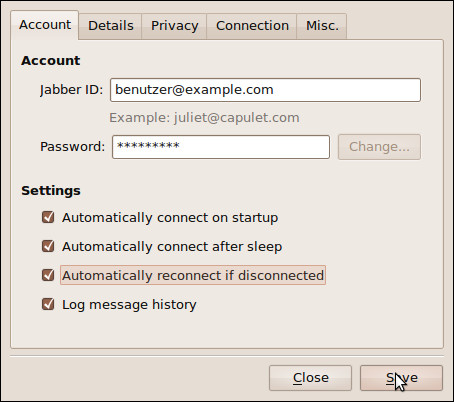 Account Details Privacy Connection Misc.
Account
Jabber ID: benutzer@example.com
Example: juliet@capulet.com
Password: ********* Change...
Settings
Automatically connect on startup
Automatically connect after sleep
Automatically reconnect if disconnected
Log message history
Close Save